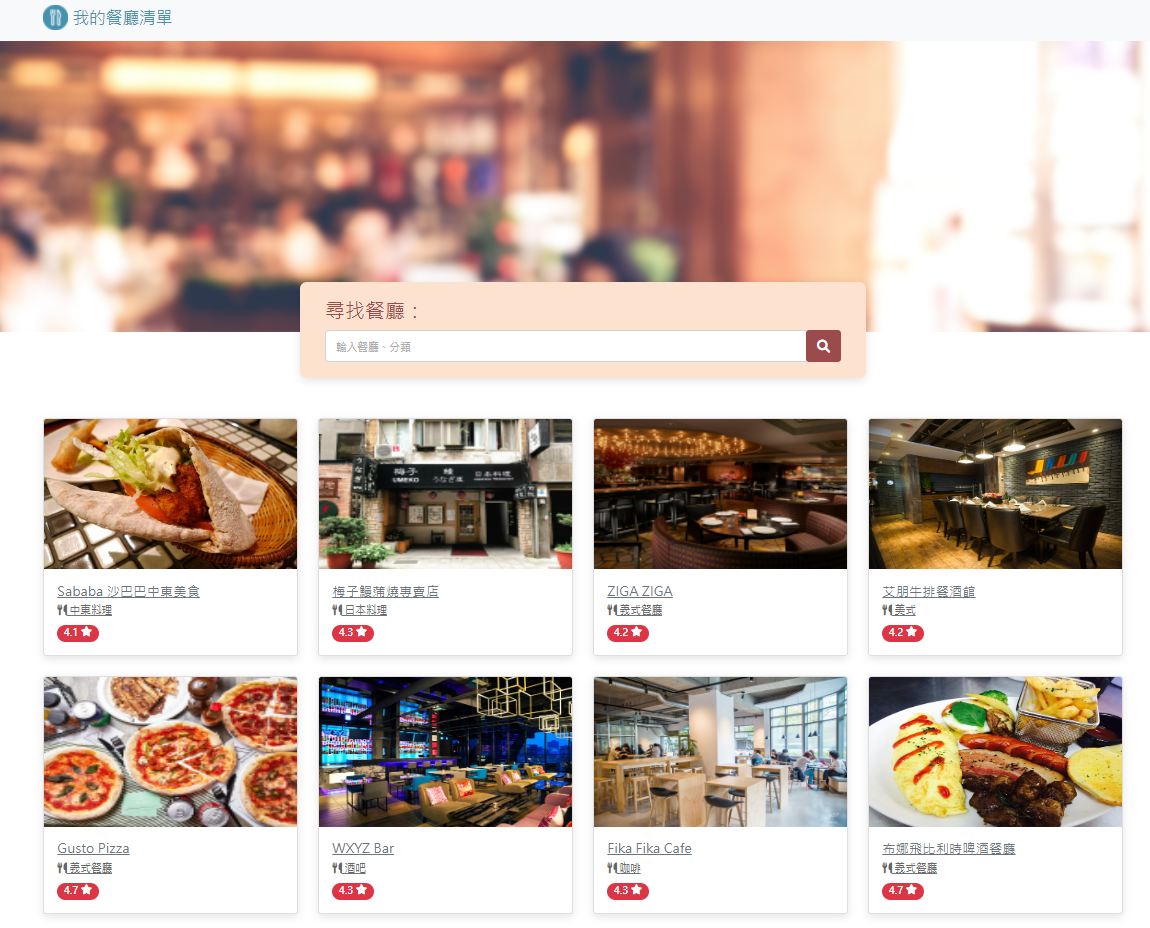 我的餐廳清單
尋找餐廳：
輸入餐廳、分類
梅子 鰻 日本料理
UMEKO うなぎ屋
Sababa 沙巴巴中東美食
中東料理
4.1
梅子鰻蒲燒專賣店
日本料理
4.3
ZIGA ZIGA
義式餐廳
4.2
艾朋牛排餐酒館
美式
4.2
Gusto Pizza
義式餐廳
4.7
WXYZ Bar
酒吧
4.3
Fika Fika Cafe
咖啡
4.3
布娜飛比利時啤酒餐廳
義式餐廳
4.7